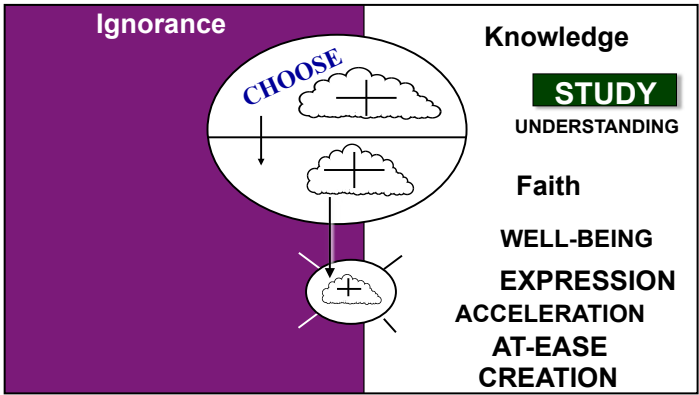 Ignorance
Knowledge
CHOOSE
STUDY
UNDERSTANDING
Faith
WELL-BEING
EXPRESSION
ACCELERATION
AT-EASE
CREATION